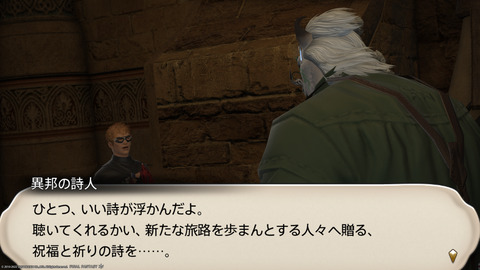 異邦の詩人
ひとつ、いい詩が浮かんだよ。
聴いてくれるかい、新たな旅路を歩まんとする人々へ贈る、
祝福と祈りの詩を……。